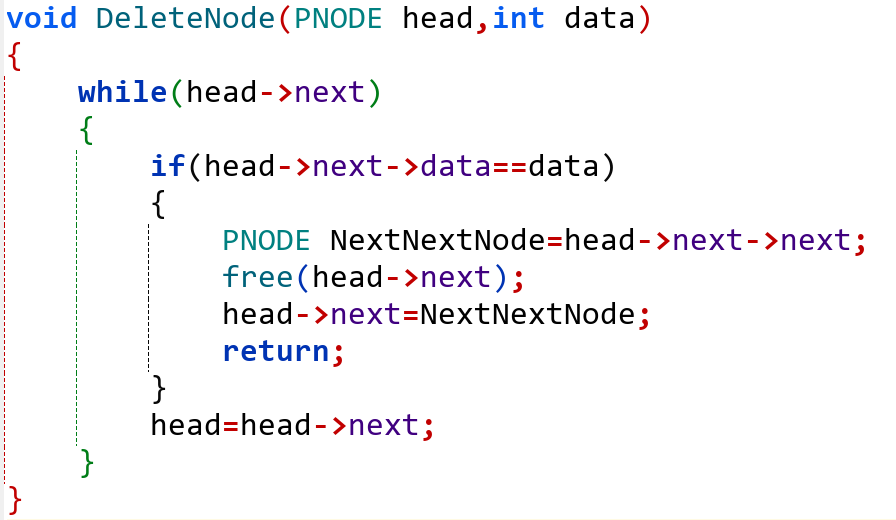 void DeleteNode(PNODE head,int data)
{
    while(head->next)
    {
        if(head->next->data==data)
        {
            PNODE NextNextNode=head->next->next;
            free(head->next);
            head->next=NextNextNode;
            return;
        }
        head=head->next;
    }
}